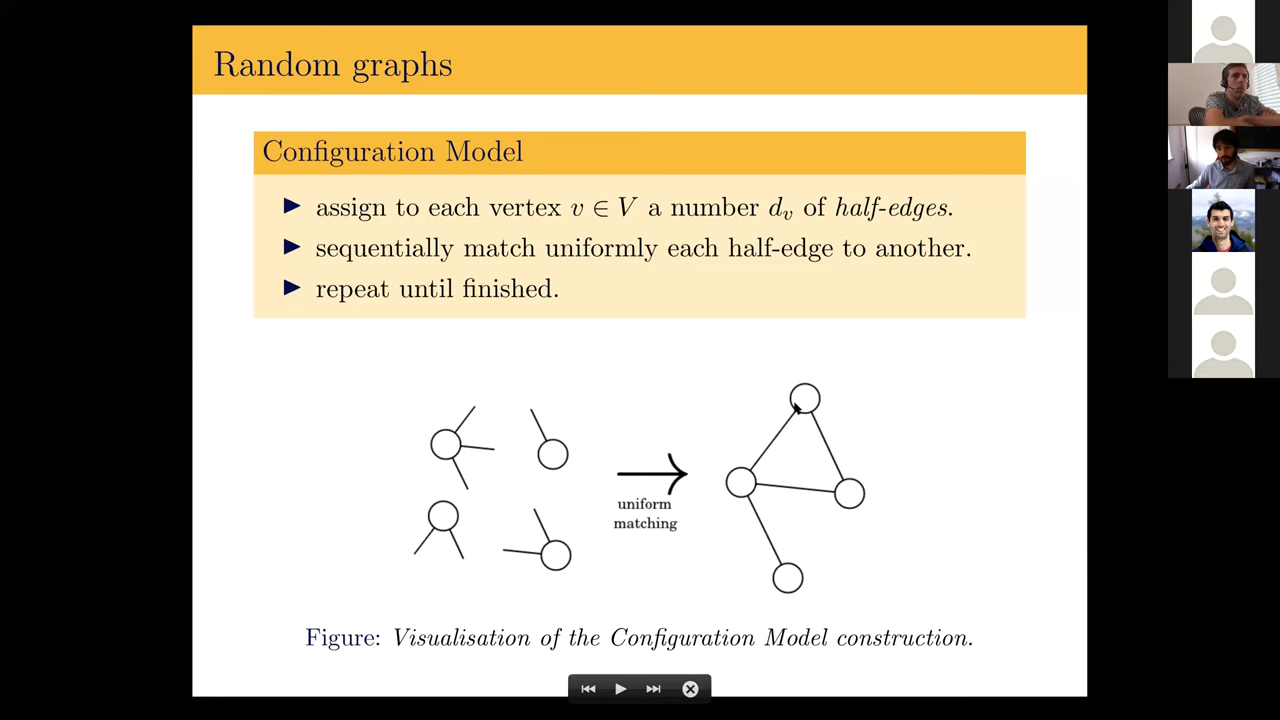 Random graphs
Configuration Model
▶ assign to each vertex v ∈ V a number d_v of half-edges.
▶ sequentially match uniformly each half-edge to another.
▶ repeat until finished.
uniform
matching
Figure: Visualisation of the Configuration Model construction.